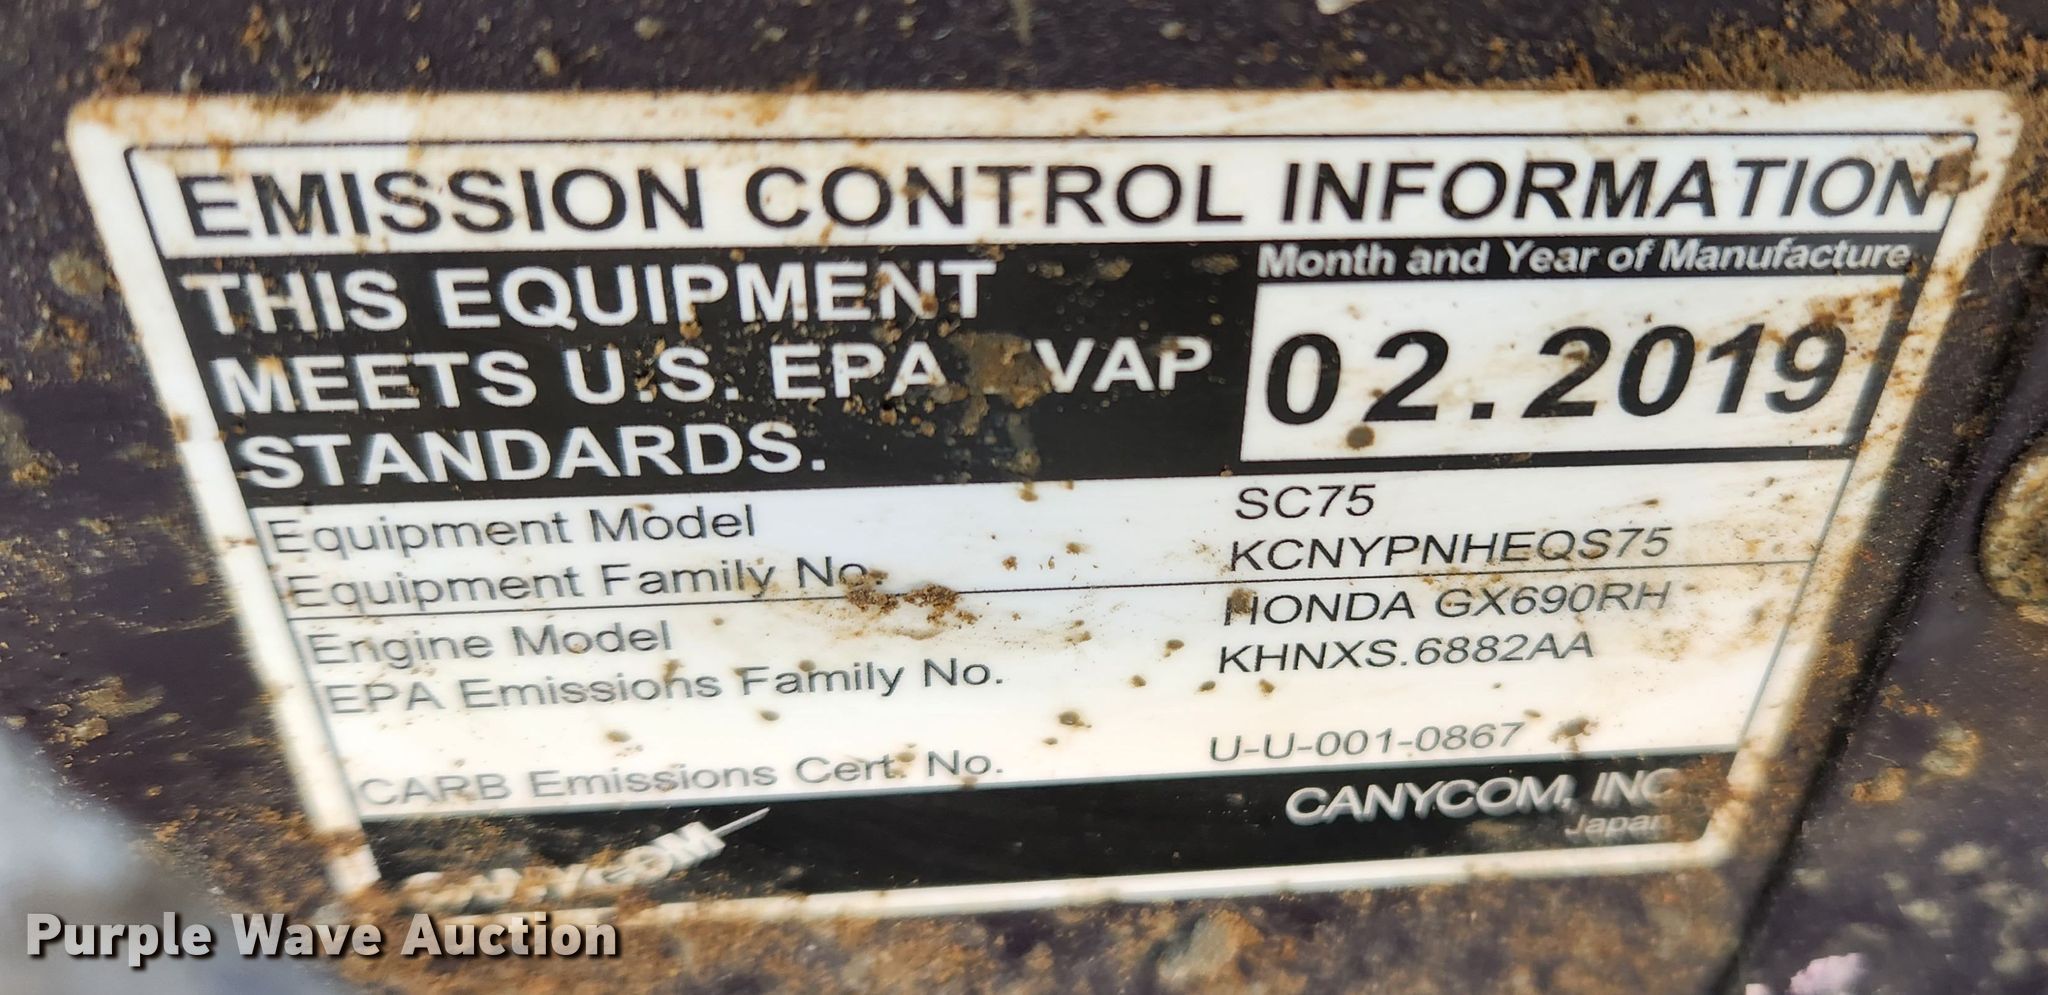 EMISSION CONTROL INFORMATION
THIS EQUIPMENT
MEETS U.S. EPA EVAP
STANDARDS.
Month and Year of Manufacture
02.2019
Equipment Model SC75
Equipment Family No. KCNYPNHEQS75
Engine Model HONDA GX690RH
EPA Emissions Family No. KHNXS.6882AA
CARB Emissions Cert. No. U-U-001-0867
CANYCOM
CANYCOM, INC.
Japan
Purple Wave Auction